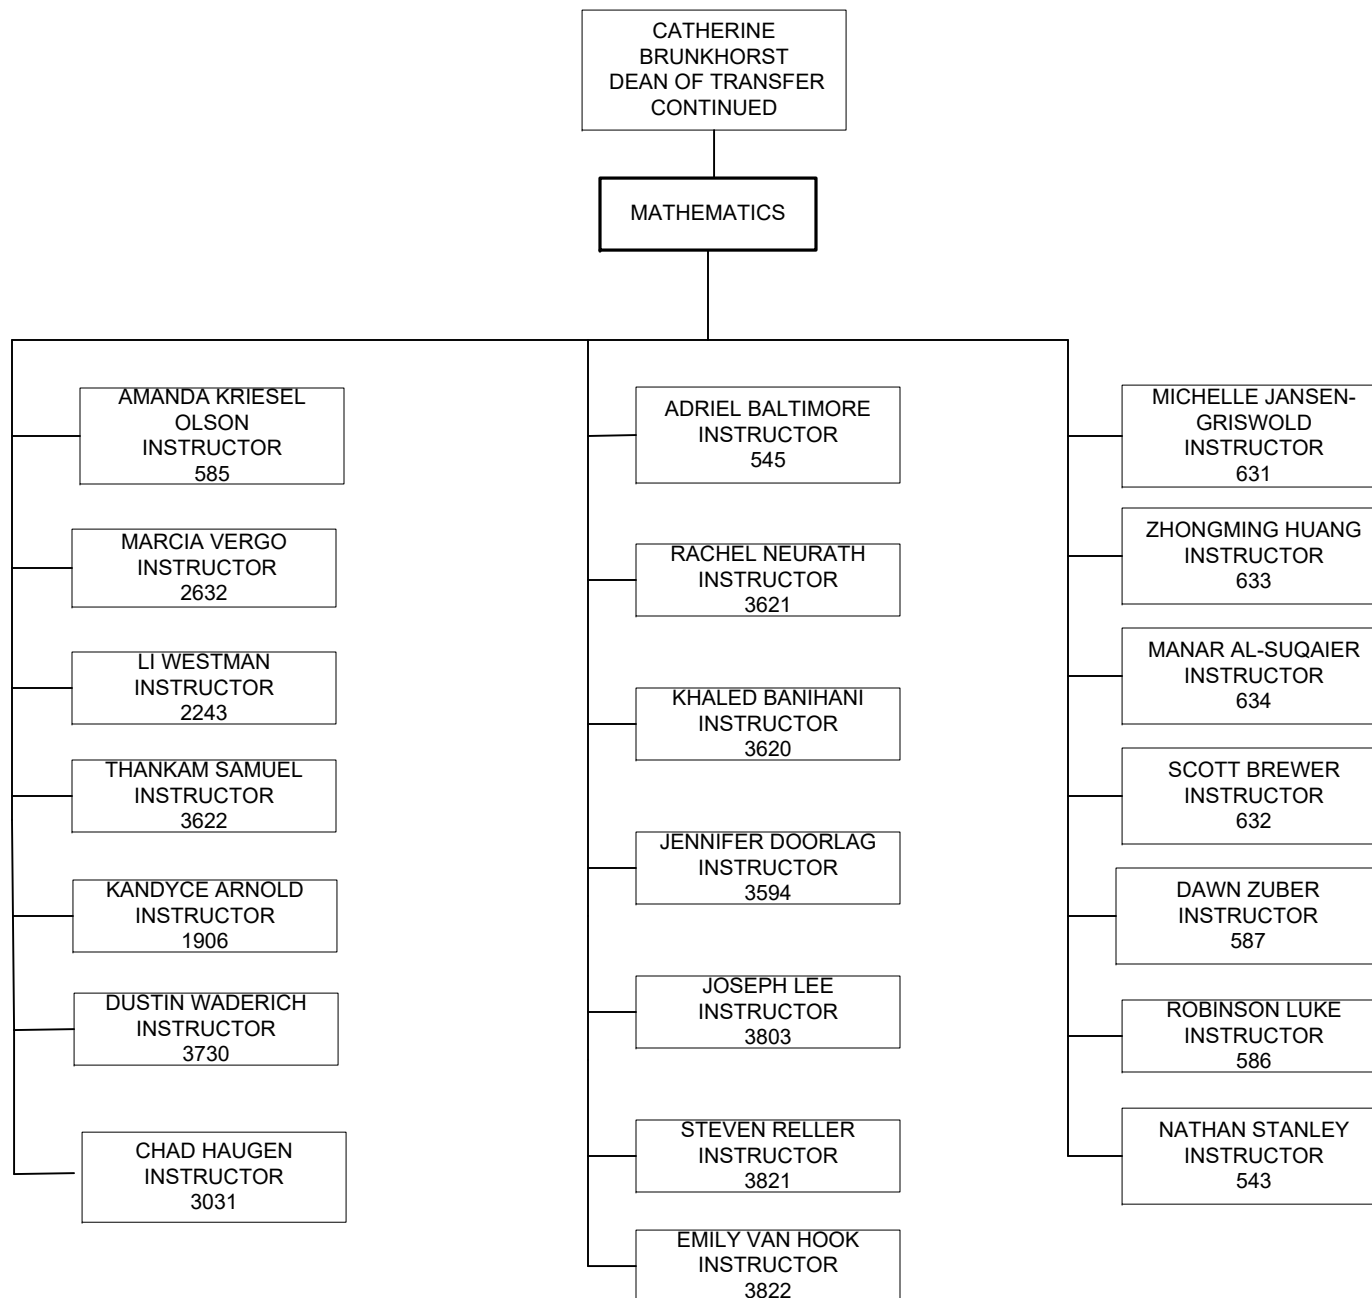 CATHERINE
BRUNKHORST
DEAN OF TRANSFER
CONTINUED
MATHEMATICS
AMANDA KRIESEL
OLSON
INSTRUCTOR
585
MARCIA VERGO
INSTRUCTOR
2632
LI WESTMAN
INSTRUCTOR
2243
THANKAM SAMUEL
INSTRUCTOR
3622
KANDYCE ARNOLD
INSTRUCTOR
1906
DUSTIN WADERICH
INSTRUCTOR
3730
CHAD HAUGEN
INSTRUCTOR
3031
ADRIEL BALTIMORE
INSTRUCTOR
545
RACHEL NEURATH
INSTRUCTOR
3621
KHALED BANIHANI
INSTRUCTOR
3620
JENNIFER DOORLAG
INSTRUCTOR
3594
JOSEPH LEE
INSTRUCTOR
3803
STEVEN RELLER
INSTRUCTOR
3821
EMILY VAN HOOK
INSTRUCTOR
3822
MICHELLE JANSEN-
GRISWOLD
INSTRUCTOR
631
ZHONGMING HUANG
INSTRUCTOR
633
MANAR AL-SUQAIER
INSTRUCTOR
634
SCOTT BREWER
INSTRUCTOR
632
DAWN ZUBER
INSTRUCTOR
587
ROBINSON LUKE
INSTRUCTOR
586
NATHAN STANLEY
INSTRUCTOR
543